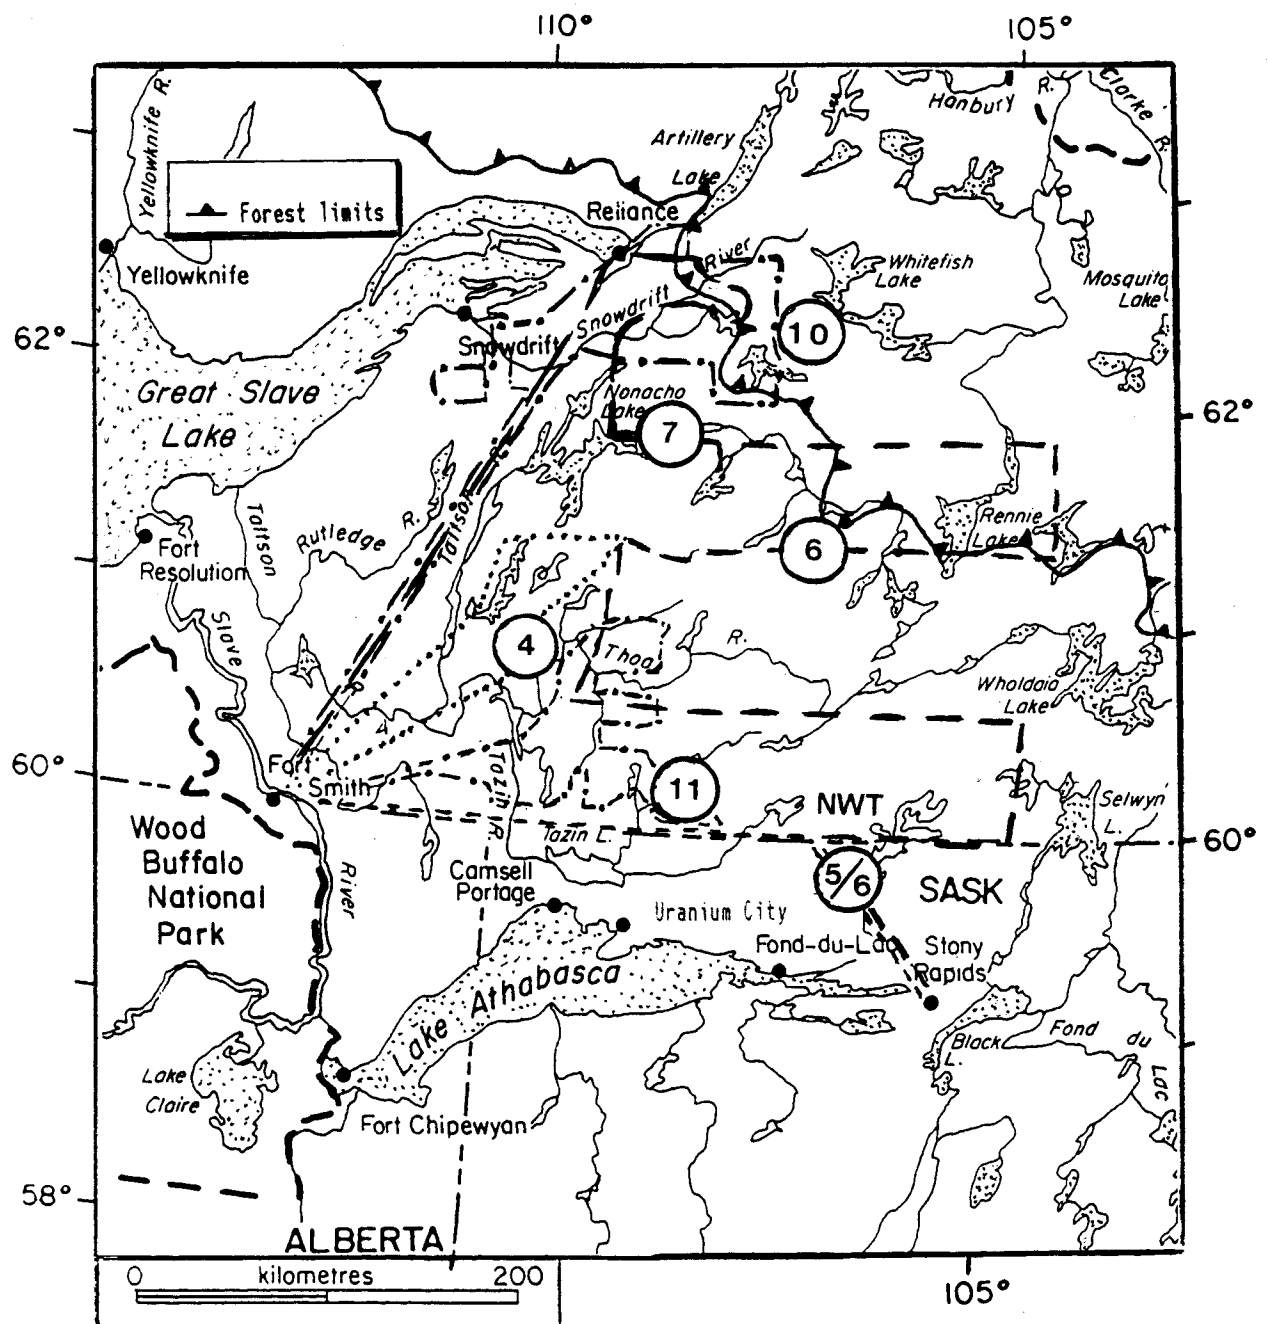 110°
105°
Yellowknife R.
Artillery
Lake
Hanbury
R.
Clarke R.
Forest limits
Reliance
Yellowknife
River
Whitefish
Lake
Mosquito
Lake
62°
Snowdrift
Snowdrift
10
Great Slave
Lake
Nonacho
Lake
7
62°
Taltson
Rutledge R.
Taltson
Rennie
Lake
Fort
Resolution
6
Slave
4
Thoa
R.
Wholdaia
Lake
R.
60°
Fort
Smith
Tazin R.
11
NWT
Selwyn
L.
Wood
Buffalo
National
Park
Tazin L.
60°
River
Camsell
Portage
5/6
SASK
Uranium City
Fond-du-Lac
Stony
Rapids
Lake Athabasca
Black
L.
Fond
du
Lac
Lake
Claire
Fort Chipewyan
58°
ALBERTA
0 kilometres 200
105°